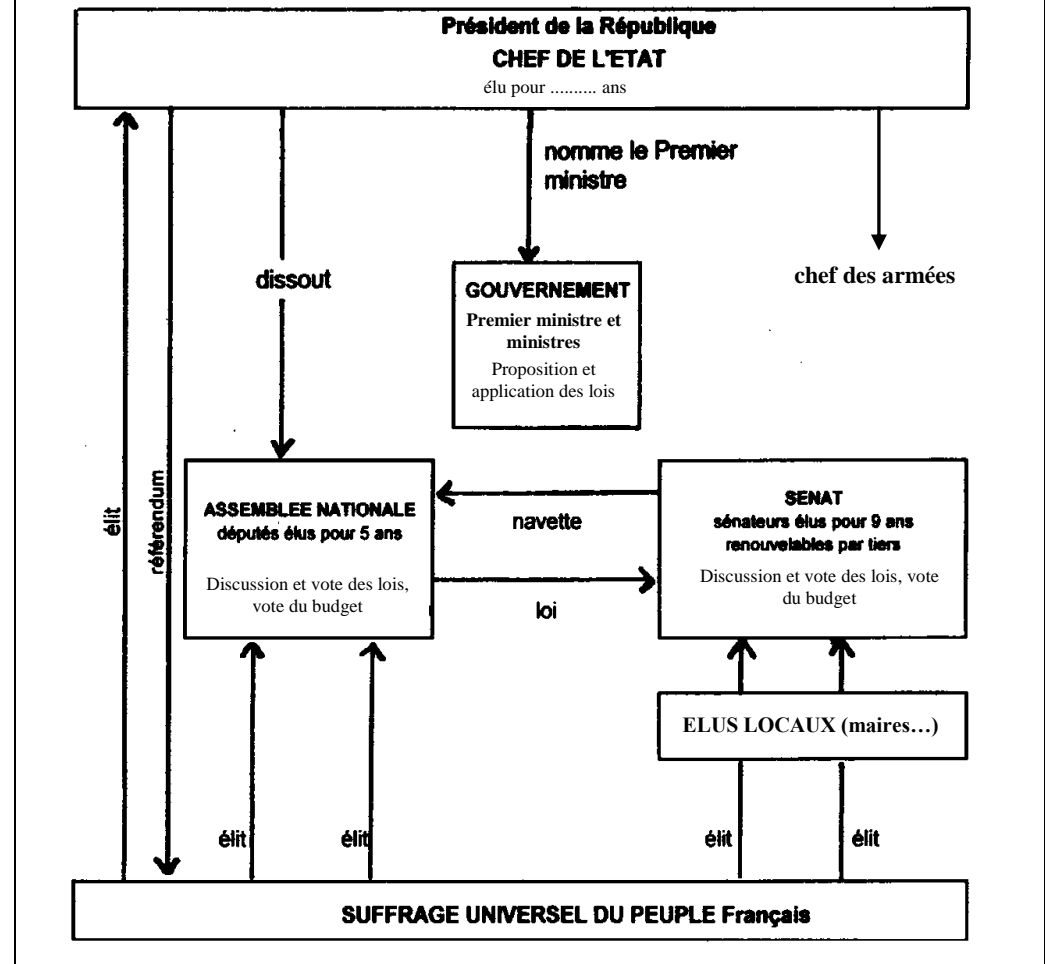 Président de la République
CHEF DE L'ETAT
élu pour .......... ans
nomme le Premier
ministre
dissout
chef des armées
GOUVERNEMENT
Premier ministre et
ministres
Proposition et
application des lois
élit
référendum
ASSEMBLEE NATIONALE
députés élus pour 5 ans
Discussion et vote des lois,
vote du budget
navette
loi
SENAT
sénateurs élus pour 9 ans
renouvelables par tiers
Discussion et vote des lois, vote
du budget
ELUS LOCAUX (maires…)
élit
élit
élit
élit
SUFFRAGE UNIVERSEL DU PEUPLE Français